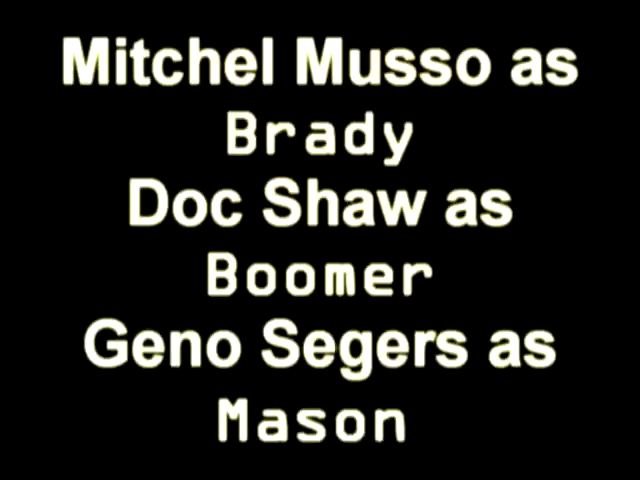 Mitchel Musso as
Brady
Doc Shaw as
Boomer
Geno Segers as
Mason